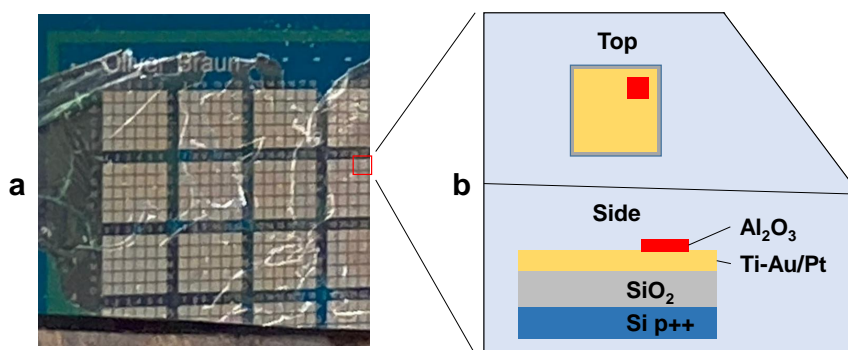 Oliver Braun
a
b
Top
Side
Al₂O₃
Ti-Au/Pt
SiO₂
Si p++